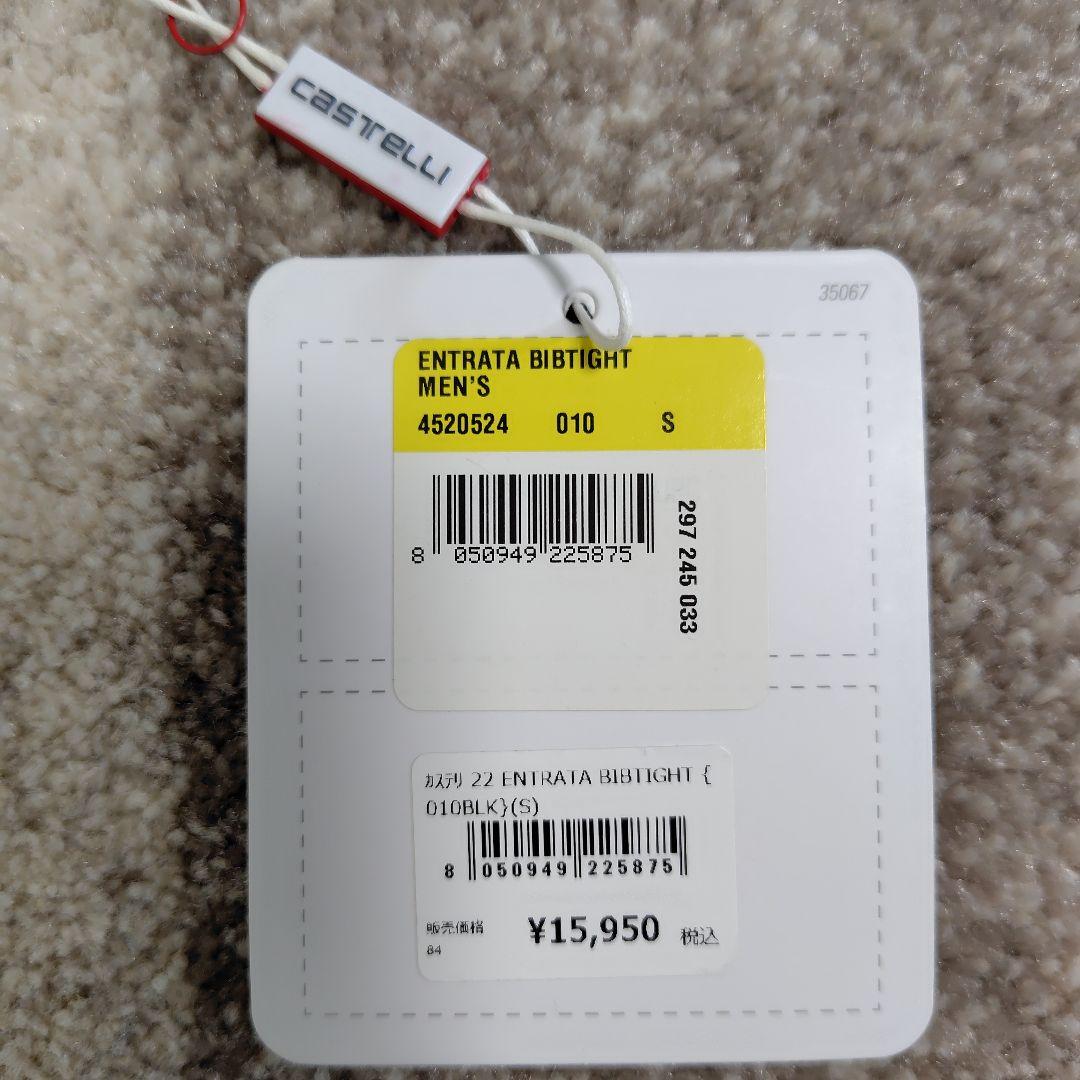 CASTELLI
35067
ENTRATA BIBTIGHT
MEN'S
4520524 010 S
8 050949 225875
297 245 033
ｶｽﾃﾘ 22 ENTRATA BIBTIGHT {
010BLK}(S)
8 050949 225875
販売価格 ¥15,950 税込
84